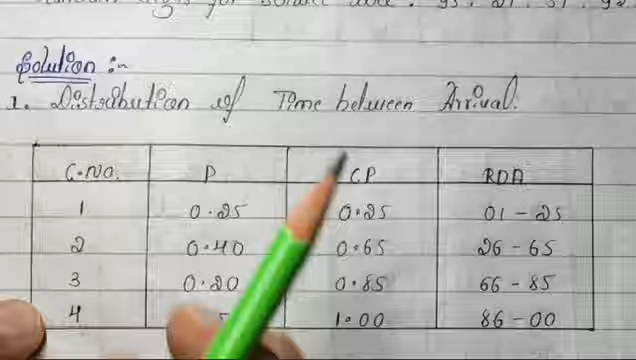 Solution :-
1. Distribution of Time between Arrival.
C.No. P CP RDA
1 0.25 0.25 01 - 25
2 0.40 0.65 26 - 65
3 0.20 0.85 66 - 85
4 1.00 86 - 00